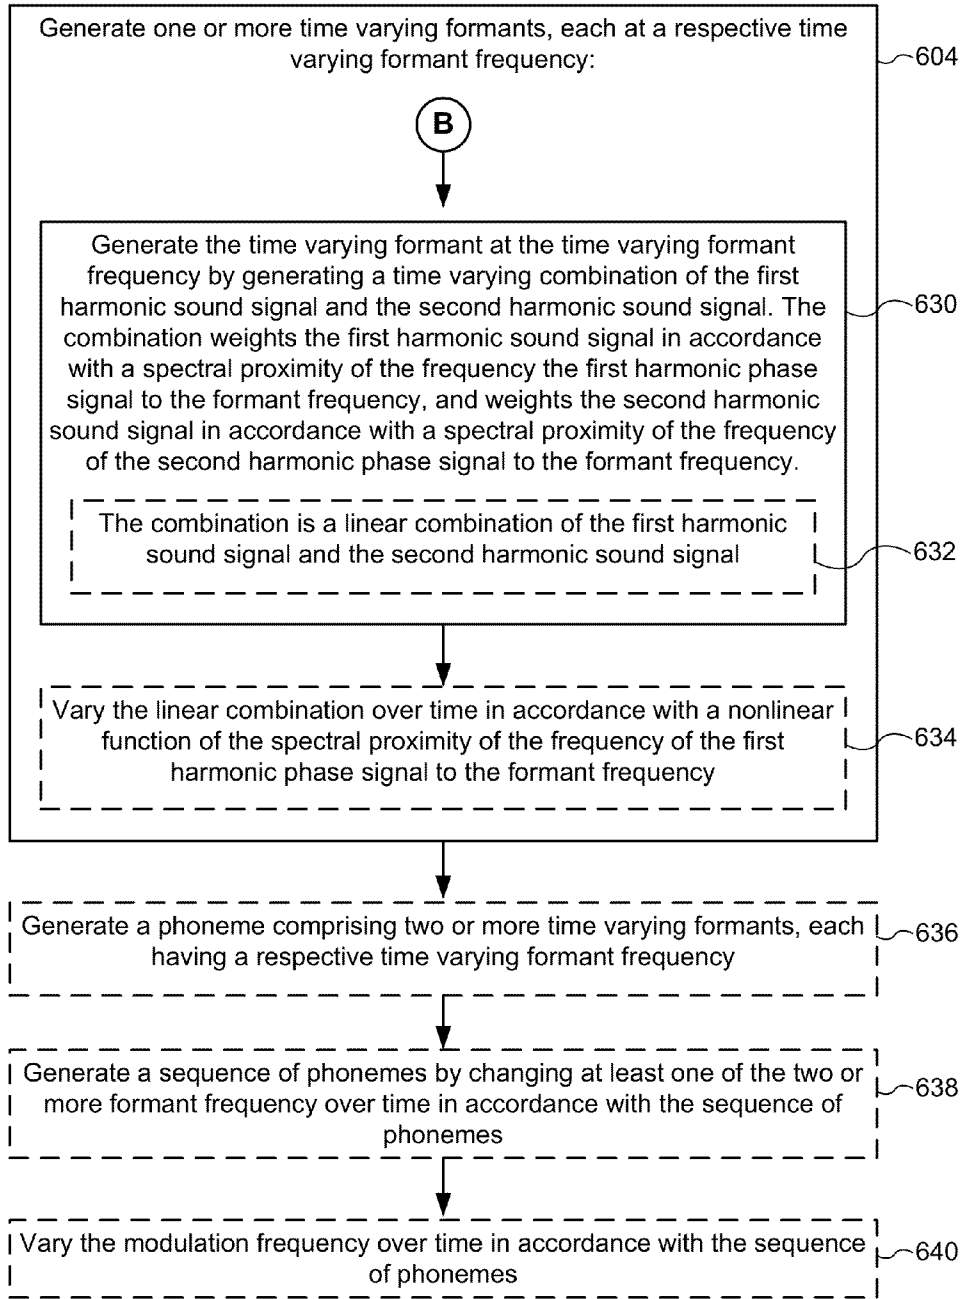 Generate one or more time varying formants, each at a respective time
varying formant frequency:
604
B
Generate the time varying formant at the time varying formant
frequency by generating a time varying combination of the first
harmonic sound signal and the second harmonic sound signal. The
combination weights the first harmonic sound signal in accordance
with a spectral proximity of the frequency the first harmonic phase
signal to the formant frequency, and weights the second harmonic
sound signal in accordance with a spectral proximity of the frequency
of the second harmonic phase signal to the formant frequency.
630
The combination is a linear combination of the first harmonic
sound signal and the second harmonic sound signal
632
Vary the linear combination over time in accordance with a nonlinear
function of the spectral proximity of the frequency of the first
harmonic phase signal to the formant frequency
634
Generate a phoneme comprising two or more time varying formants, each
having a respective time varying formant frequency
636
Generate a sequence of phonemes by changing at least one of the two or
more formant frequency over time in accordance with the sequence of
phonemes
638
Vary the modulation frequency over time in accordance with the sequence
of phonemes
640